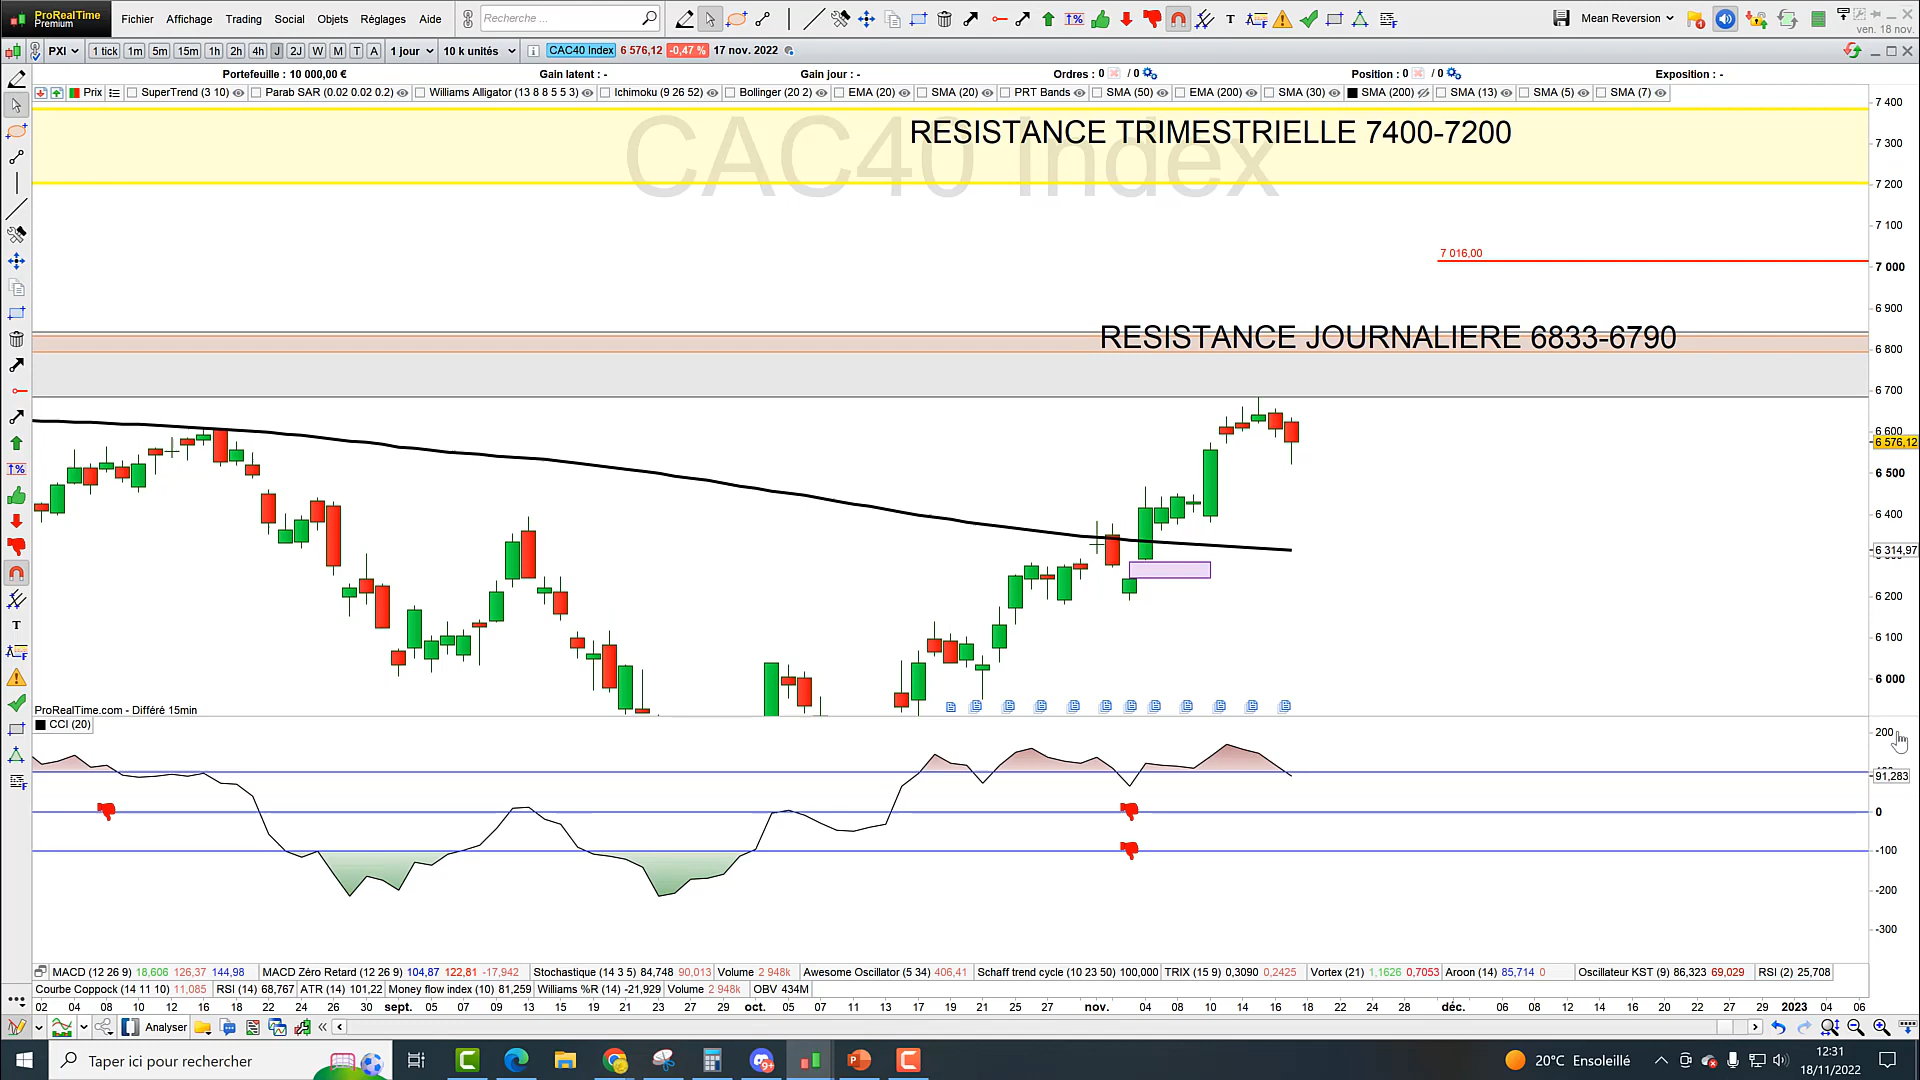 ProRealTime
Premium
Fichier Affichage Trading Social Objets Réglages Aide
Recherche ...
Mean Reversion
ven. 18 nov.
PXI 1 tick 1m 5m 15m 1h 2h 4h J 2J W M T A 1 jour 10 k unités CAC40 Index 6 576,12 -0,47 % 17 nov. 2022
Portefeuille : 10 000,00 € Gain latent : - Gain jour : - Ordres : 0 / 0 Position : 0 / 0 Exposition : -
Prix SuperTrend (3 10) Parab SAR (0.02 0.02 0.2) Williams Alligator (13 8 8 5 5 3) Ichimoku (9 26 52) Bollinger (20 2) EMA (20) SMA (20) PRT Bands SMA (50) EMA (200) SMA (30) SMA (200) SMA (13) SMA (5) SMA (7)
7 400
RESISTANCE TRIMESTRIELLE 7400-7200
CAC40 Index
7 300
7 200
7 100
7 016,00
7 000
6 900
RESISTANCE JOURNALIERE 6833-6790
6 800
6 700
6 600
6 576,12
6 500
6 400
6 314,97
6 200
6 100
6 000
ProRealTime.com - Différé 15min
CCI (20)
200
91,283
0
-100
-200
-300
MACD (12 26 9) 18,606 126,37 144,98 MACD Zéro Retard (12 26 9) 104,87 122,81 -17,942 Stochastique (14 3 5) 84,748 90,013 Volume 2 948k Awesome Oscillator (5 34) 406,41 Schaff trend cycle (10 23 50) 100,000 TRIX (15 9) 0,3090 0,2425 Vortex (21) 1,1626 0,7053 Aroon (14) 85,714 0 Oscillateur KST (9) 86,323 69,029 RSI (2) 25,708
Courbe Coppock (14 11 10) 11,085 RSI (14) 68,767 ATR (14) 101,22 Money flow index (10) 81,259 Williams %R (14) -21,929 Volume 2 948k OBV 434M
02 04 08 10 12 16 18 22 24 26 30 sept. 05 07 09 13 15 19 21 23 27 29 oct. 05 07 11 13 17 19 21 25 27 nov. 04 08 10 14 16 18 22 24 28 déc. 06 08 12 14 16 20 22 27 29 2023 04 06
Analyser
Taper ici pour rechercher
9+
20°C Ensoleillé
12:31
18/11/2022